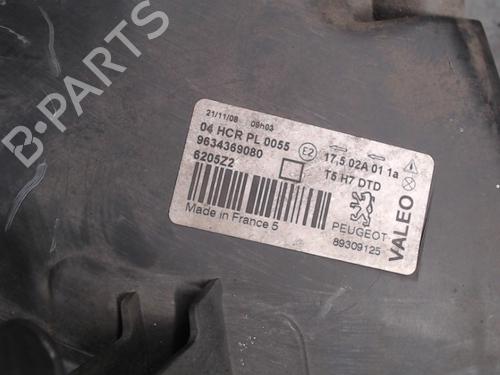 B-PARTS
21/11/08 09h03
04 HCR PL 0055 E2 17,5 02A 01 1a
9634369080 T5 H7 DTD
6205Z2
PEUGEOT
Made in France 5 89309125
VALEO